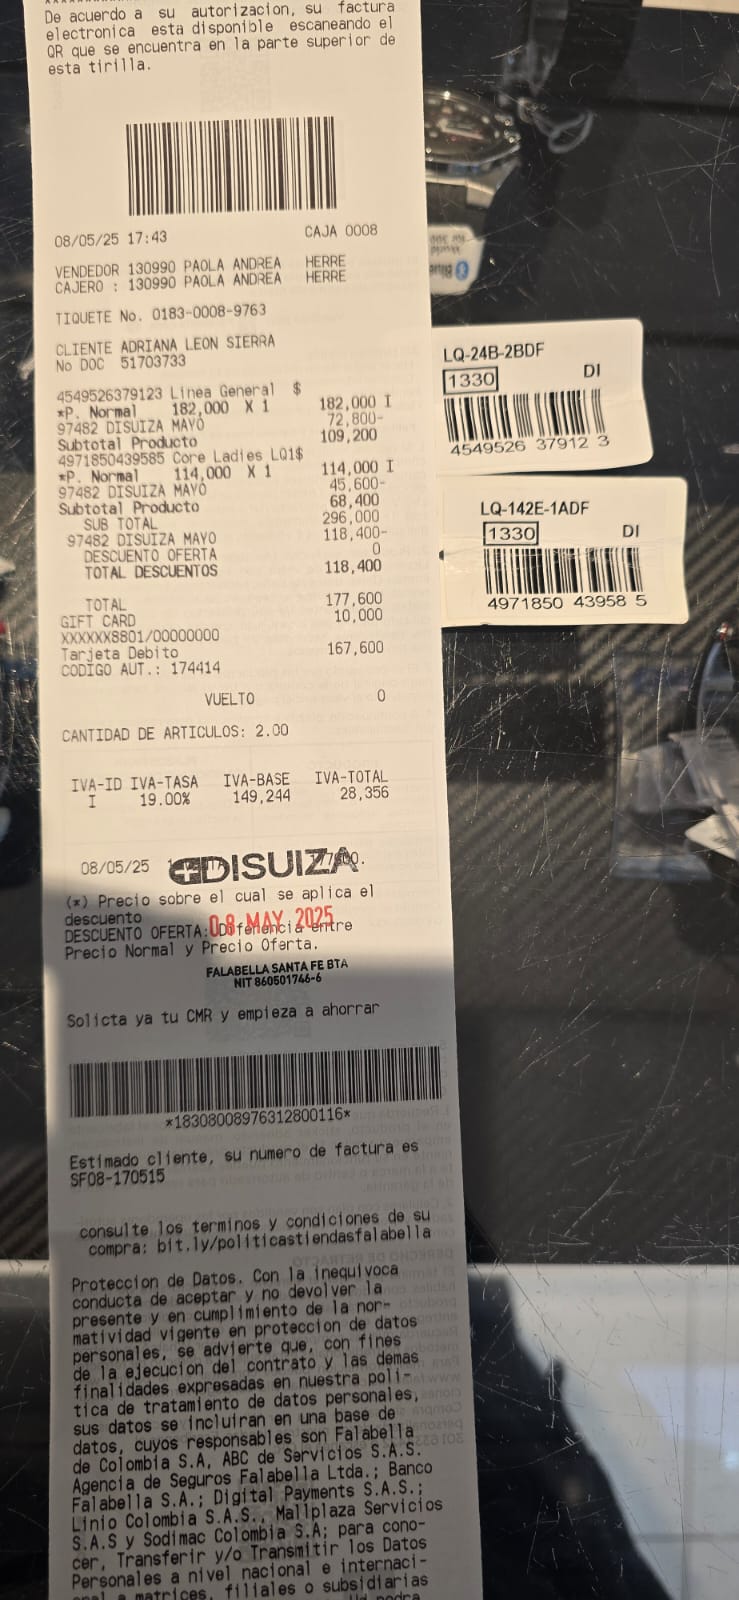 De acuerdo a su autorizacion, su factura
electronica esta disponible escaneando el
QR que se encuentra en la parte superior de
esta tirilla.
08/05/25 17:43 CAJA 0008
VENDEDOR 130990 PAOLA ANDREA HERRE
CAJERO : 130990 PAOLA ANDREA HERRE
TIQUETE No. 0183-0008-9763
CLIENTE ADRIANA LEON SIERRA
No DOC 51703733
4549526379123 Linea General $
*P. Normal 182,000 X 1 182,000 I
97482 DISUIZA MAYO 72,800-
Subtotal Producto 109,200
4971850439585 Core Ladies LQ1$
*P. Normal 114,000 X 1 114,000 I
97482 DISUIZA MAYO 45,600-
Subtotal Producto 68,400
SUB TOTAL 296,000
97482 DISUIZA MAYO 118,400-
DESCUENTO OFERTA 0
TOTAL DESCUENTOS 118,400
TOTAL 177,600
GIFT CARD 10,000
XXXXXX8801/00000000
Tarjeta Debito 167,600
CODIGO AUT.: 174414
VUELTO 0
CANTIDAD DE ARTICULOS: 2.00
IVA-ID IVA-TASA IVA-BASE IVA-TOTAL
I 19.00% 149,244 28,356
08/05/25 DISUIZA
(*) Precio sobre el cual se aplica el
descuento
08 MAY 2025
DESCUENTO OFERTA: Diferencia entre
Precio Normal y Precio Oferta.
FALABELLA SANTA FE BTA
NIT 860501746-6
Solicta ya tu CMR y empieza a ahorrar
*18308008976312800116*
Estimado cliente, su numero de factura es
SF08-170515
consulte los terminos y condiciones de su
compra: bit.ly/politicastiendasfalabella
Proteccion de Datos. Con la inequivoca
conducta de aceptar y no devolver la
presente y en cumplimiento de la nor-
matividad vigente en proteccion de datos
personales, se advierte que, con fines
de la ejecucion del contrato y las demas
finalidades expresadas en nuestra poli-
tica de tratamiento de datos personales,
sus datos se incluiran en una base de
datos, cuyos responsables son Falabella
de Colombia S.A, ABC de Servicios S.A.S.
Agencia de Seguros Falabella Ltda.; Banco
Falabella S.A.; Digital Payments S.A.S.;
Linio Colombia S.A.S., Mallplaza Servicios
S.A.S y Sodimac Colombia S.A; para cono-
cer, Transferir y/o Transmitir los Datos
Personales a nivel nacional e internaci-
onal a matrices, filiales o subsidiarias
LQ-24B-2BDF
1330 DI
4549526 37912 3
LQ-142E-1ADF
1330 DI
4971850 43958 5